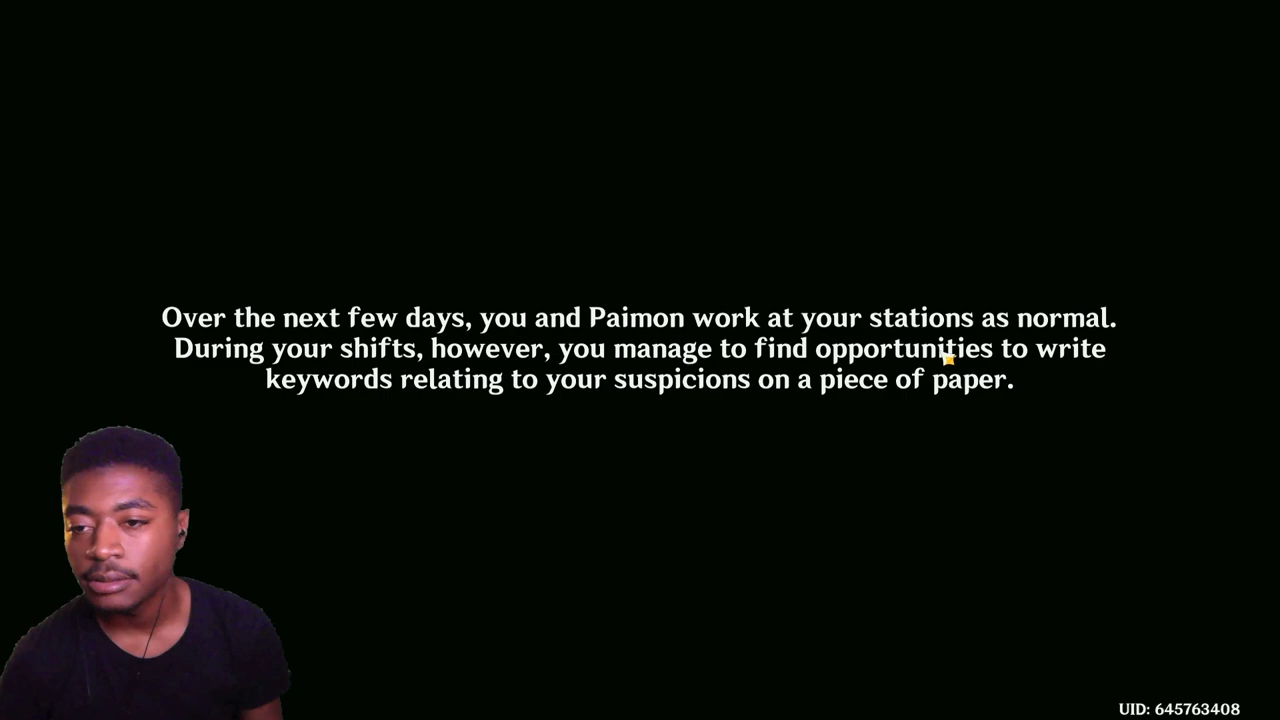 Over the next few days, you and Paimon work at your stations as normal.
During your shifts, however, you manage to find opportunities to write
keywords relating to your suspicions on a piece of paper.
UID: 645763408